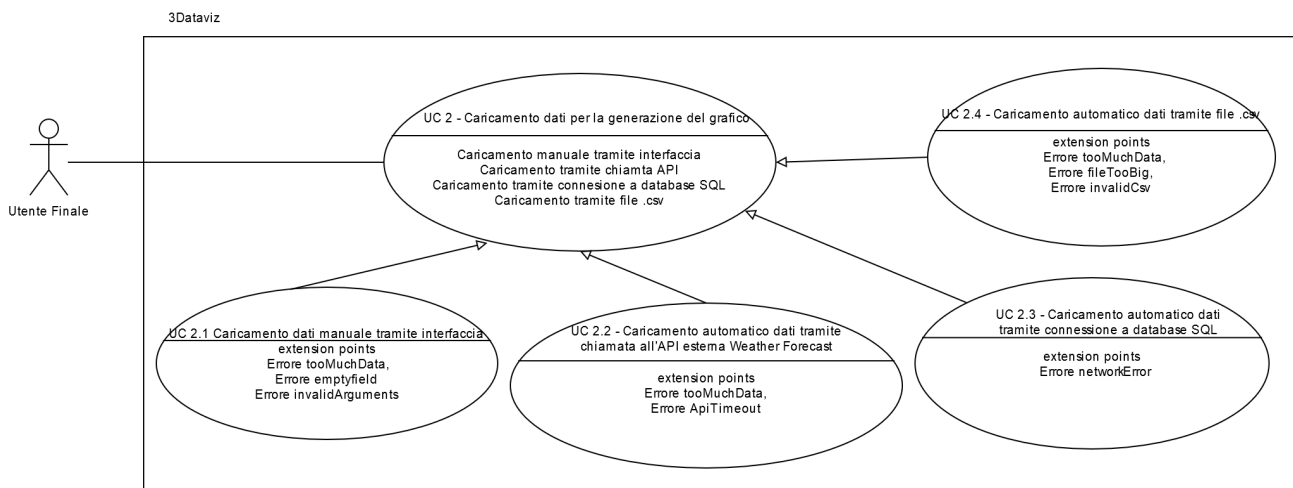 3Dataviz
Utente Finale
UC 2 - Caricamento dati per la generazione del grafico
Caricamento manuale tramite interfaccia
Caricamento tramite chiamta API
Caricamento tramite connesione a database SQL
Caricamento tramite file .csv
UC 2.4 - Caricamento automatico dati tramite file .csv
extension points
Errore tooMuchData,
Errore fileTooBig,
Errore invalidCsv
UC 2.1 Caricamento dati manuale tramite interfaccia
extension points
Errore tooMuchData,
Errore emptyfield
Errore invalidArguments
UC 2.2 - Caricamento automatico dati tramite
chiamata all'API esterna Weather Forecast
extension points
Errore tooMuchData,
Errore ApiTimeout
UC 2.3 - Caricamento automatico dati
tramite connessione a database SQL
extension points
Errore networkError